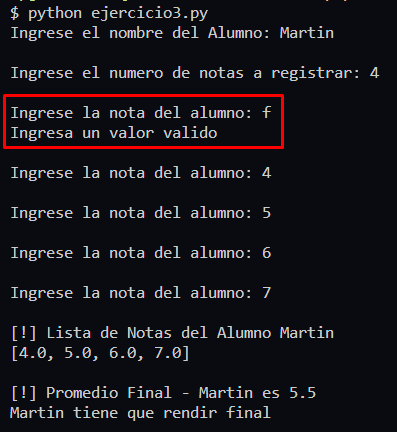 $ python ejercicio3.py
Ingrese el nombre del Alumno: Martin
Ingrese el numero de notas a registrar: 4
Ingrese la nota del alumno: f
Ingresa un valor valido
Ingrese la nota del alumno: 4
Ingrese la nota del alumno: 5
Ingrese la nota del alumno: 6
Ingrese la nota del alumno: 7
[!] Lista de Notas del Alumno Martin
[4.0, 5.0, 6.0, 7.0]
[!] Promedio Final - Martin es 5.5
Martin tiene que rendir final